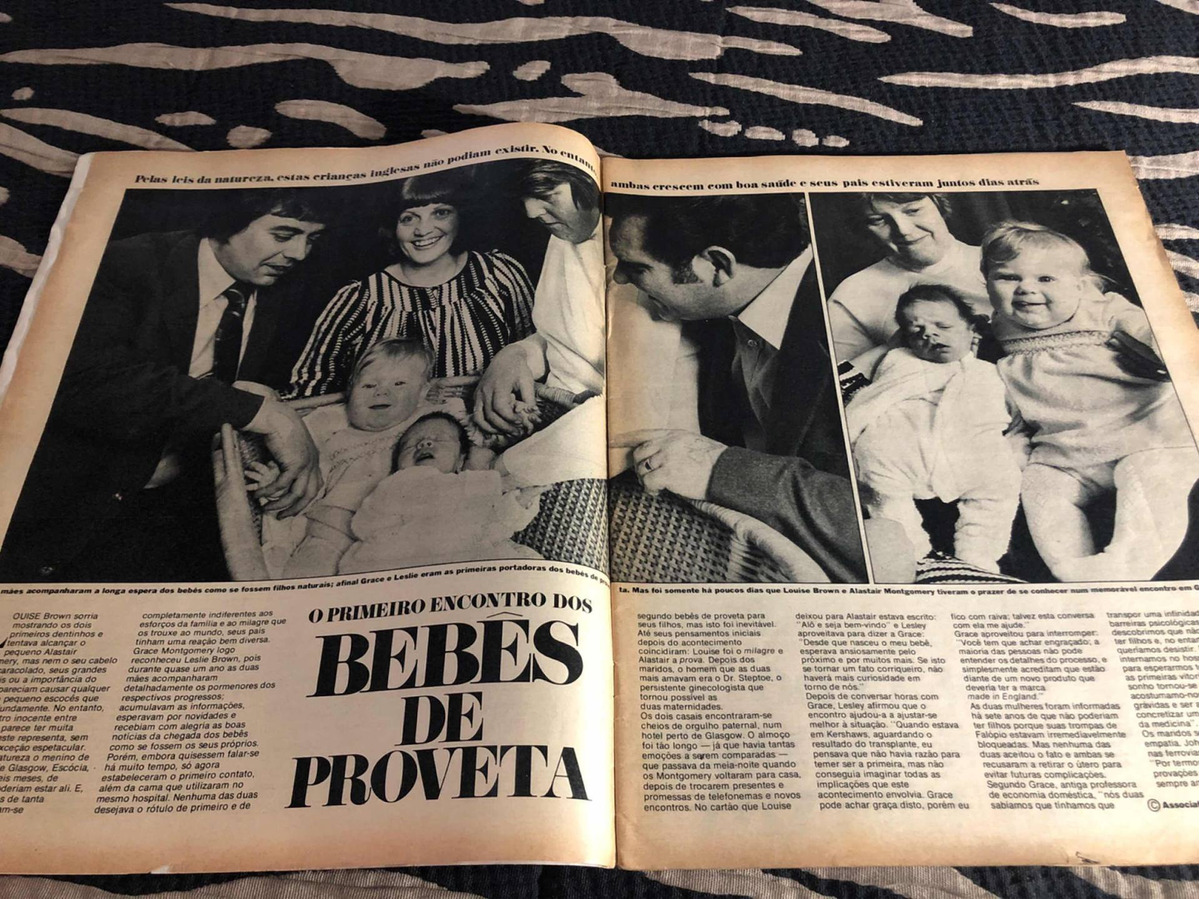 Pelas leis da natureza, estas crianças inglesas não podiam existir. No entanto,
ambas crescem com boa saúde e seus pais estiveram juntos dias atrás
mães acompanharam a longa espera dos bebês como se fossem filhos naturais; afinal Grace e Leslie eram as primeiras portadoras dos bebês de
ta. Mas foi somente há poucos dias que Louise Brown e Alastair Montgomery tiveram o prazer de se conhecer num memorável encontro em
O PRIMEIRO ENCONTRO DOS
BEBÊS
DE
PROVETA
OUISE Brown sorria
mostrando os dois
primeiros dentinhos e
tentava alcançar o
pequeno Alastair
mery, mas nem o seu cabelo
caracolado, seus grandes
is ou a importância do
pareciam causar qualquer
pequeno escocês que
undamente. No entanto,
tro inocente entre
parece ter muita
ste representa, sem
exceção espetacular.
natureza o menino de
e Glasgow, Escócia,
eis meses, de
oderiam estar ali. E,
s de tanta
am-se
completamente indiferentes aos
esforços da família e ao milagre que
os trouxe ao mundo, seus pais
tinham uma reação bem diversa.
Grace Montgomery logo
reconheceu Leslie Brown, pois
durante quase um ano as duas
mães acompanharam
detalhadamente os pormenores dos
respectivos progressos;
acumulavam as informações,
esperavam por novidades e
recebiam com alegria as boas
notícias da chegada dos bebês
como se fossem os seus próprios.
Porém, embora quisessem falar-se
há muito tempo, só agora
estabeleceram o primeiro contato,
além da cama que utilizaram no
mesmo hospital. Nenhuma das duas
desejava o rótulo de primeiro e de
segundo bebês de proveta para
seus filhos, mas isto foi inevitável.
Até seus pensamentos iniciais
depois do acontecimento
coincidiram: Louise foi o milagre e
Alastair a prova. Depois dos
maridos, o homem que as duas
mais amavam era o Dr. Steptoe, o
persistente ginecologista que
tornou possível as
duas maternidades.
Os dois casais encontraram-se
cheios de orgulho paternal, num
hotel perto de Glasgow. O almoço
foi tão longo — já que havia tantas
emoções a serem comparadas —
que passava da meia-noite quando
os Montgomery voltaram para casa,
depois de trocarem presentes e
promessas de telefonemas e novos
encontros. No cartão que Louise
deixou para Alastair estava escrito:
"Alô e seja bem-vindo" e Lesley
aproveitava para dizer a Grace:
"Desde que nasceu o meu bebê,
esperava ansiosamente pelo
próximo e por muitos mais. Se isto
se tornar um fato corriqueiro, não
haverá mais curiosidade em
torno de nós."
Depois de conversar horas com
Grace, Lesley afirmou que o
encontro ajudou-a a ajustar-se
melhor à situação. "Quando estava
em Kershaws, aguardando o
resultado do transplante, eu
pensava que não havia razão para
temer ser a primeira, mas não
conseguia imaginar todas as
implicações que este
acontecimento envolvia. Grace
pode achar graça disto, porém eu
fico com raiva; talvez esta conversa
com ela me ajude."
Grace aproveitou para interromper:
"Você tem que achar engraçado; a
maioria das pessoas não pode
entender os detalhes do processo, e
simplesmente acreditam que estão
diante de um novo produto que
deveria ter a marca
made in England."
As duas mulheres foram informadas
há sete anos de que não poderiam
ter filhos porque suas trompas de
Falópio estavam irremediavelmente
bloqueadas. Mas nenhuma das
duas aceitou o fato e ambas se
recusaram a retirar o útero para
evitar futuras complicações.
Segundo Grace, antiga professora
de economia doméstica, "nós duas
sabíamos que tínhamos que
transpor uma infinidad
barreiras psicológicas
descobrimos que nã
ter filhos e, no enta
queríamos desistir.
internamos no hos
para esperarmos
as primeiras vitor
sonho tornou-se
acostumamo-nos
grávidas e ser a
concretizar um
da medicina
Os maridos s
empatia. Joh
nas ferrovia
"Por termos
provações
sempre an
© Associat